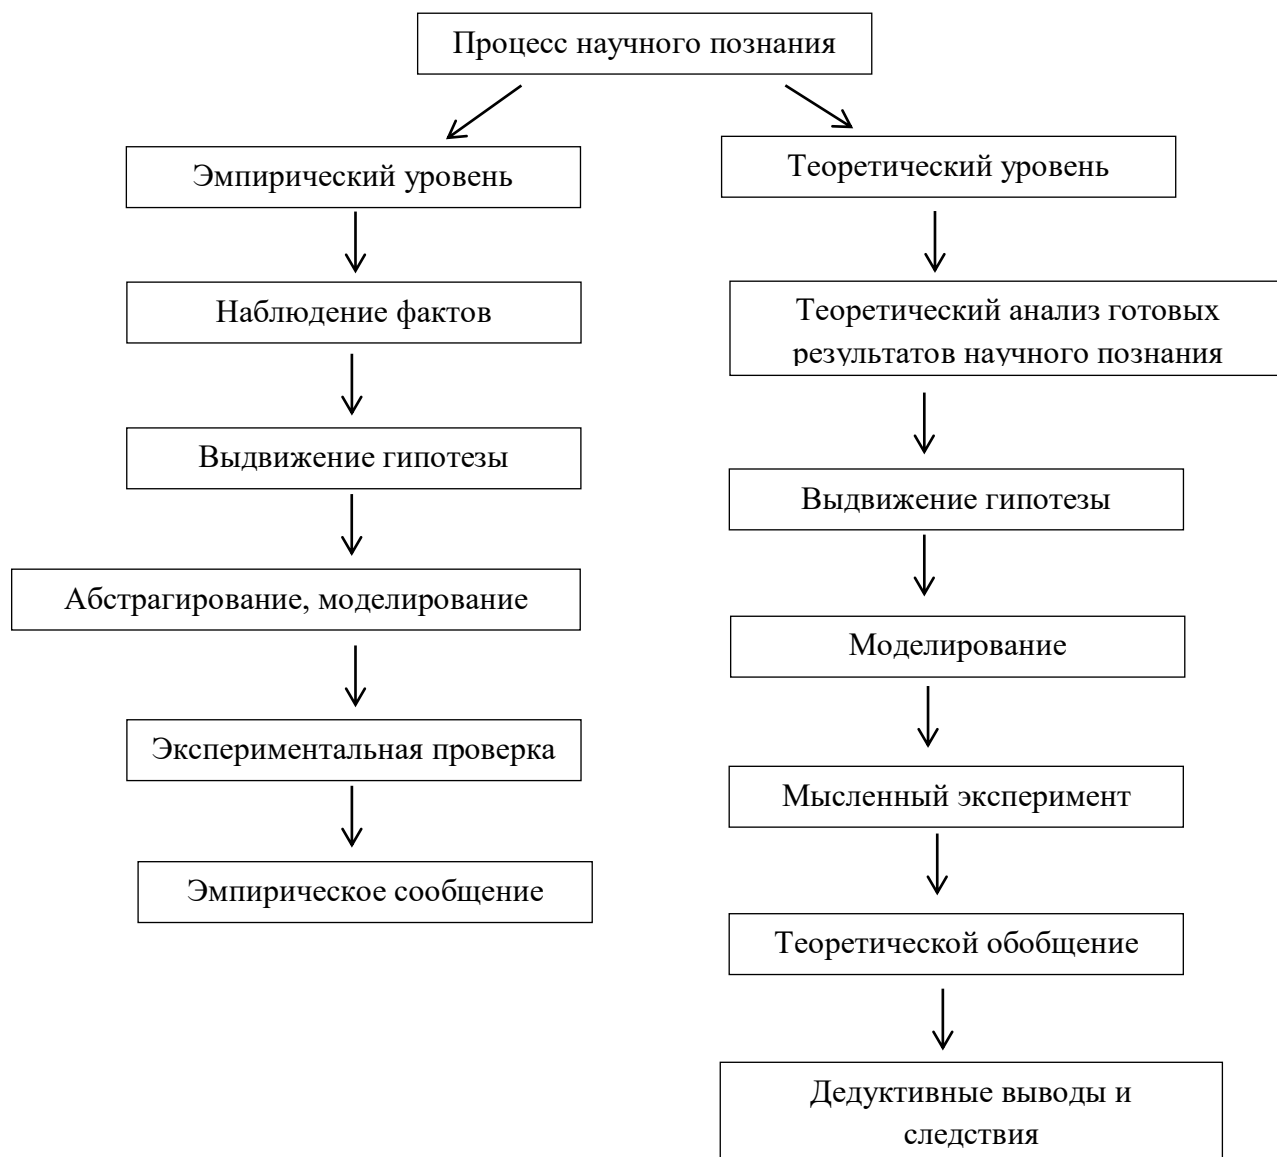 Процесс научного познания
Эмпирический уровень
Наблюдение фактов
Выдвижение гипотезы
Абстрагирование, моделирование
Экспериментальная проверка
Эмпирическое сообщение
Теоретический уровень
Теоретический анализ готовых
результатов научного познания
Выдвижение гипотезы
Моделирование
Мысленный эксперимент
Теоретической обобщение
Дедуктивные выводы и
следствия